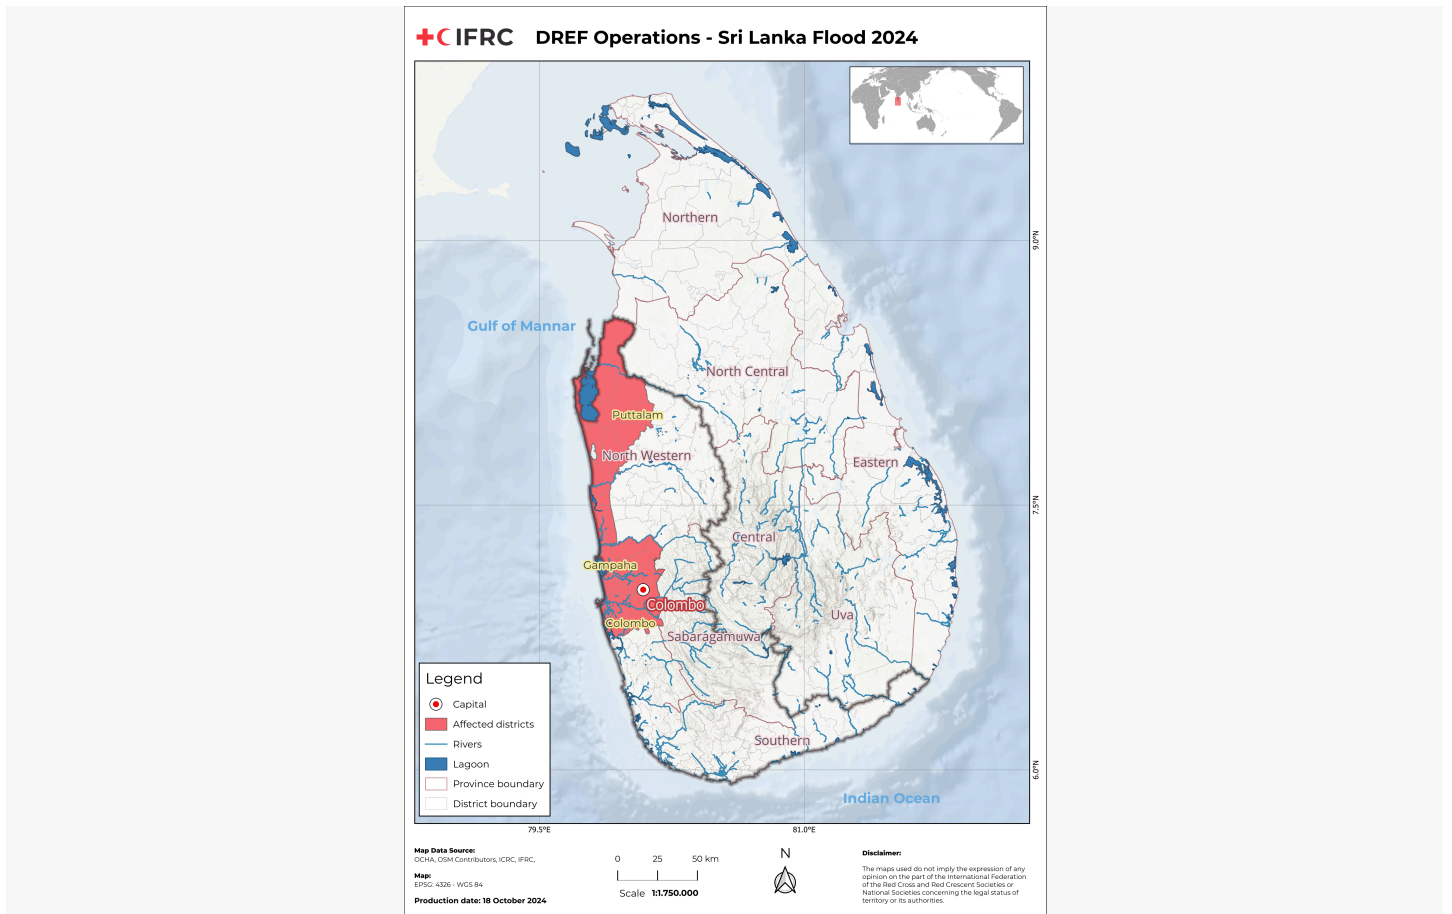 IFRC
DREF Operations - Sri Lanka Flood 2024
Northern
9.0°N
Gulf of Mannar
North Central
Puttalam
North Western
Eastern
7.5°N
Central
Gampaha
Colombo
Uva
Colombo
Sabaragamuwa
Southern
6.0°N
Indian Ocean
Legend
Capital
Affected districts
Rivers
Lagoon
Province boundary
District boundary
79.5°E
81.0°E
Map Data Source:
OCHA, OSM Contributors, ICRC, IFRC,
Map:
EPSG: 4326 - WGS 84
Production date: 18 October 2024
0 25 50 km
Scale 1:1.750.000
N
Disclaimer:
The maps used do not imply the expression of any
opinion on the part of the International Federation
of the Red Cross and Red Crescent Societies or
National Societies concerning the legal status of
territory or its authorities.